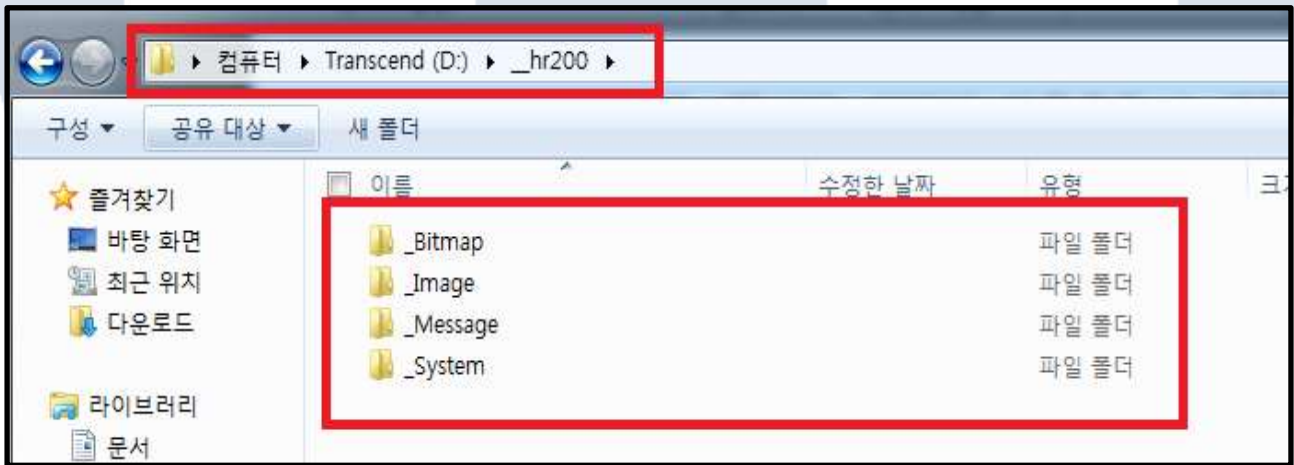 컴퓨터 ▸ Transcend (D:) ▸ __hr200 ▸
구성 ▾ 공유 대상 ▾ 새 폴더
이름 수정한 날짜 유형
즐겨찾기
바탕 화면
최근 위치
다운로드
라이브러리
문서
_Bitmap 파일 폴더
_Image 파일 폴더
_Message 파일 폴더
_System 파일 폴더